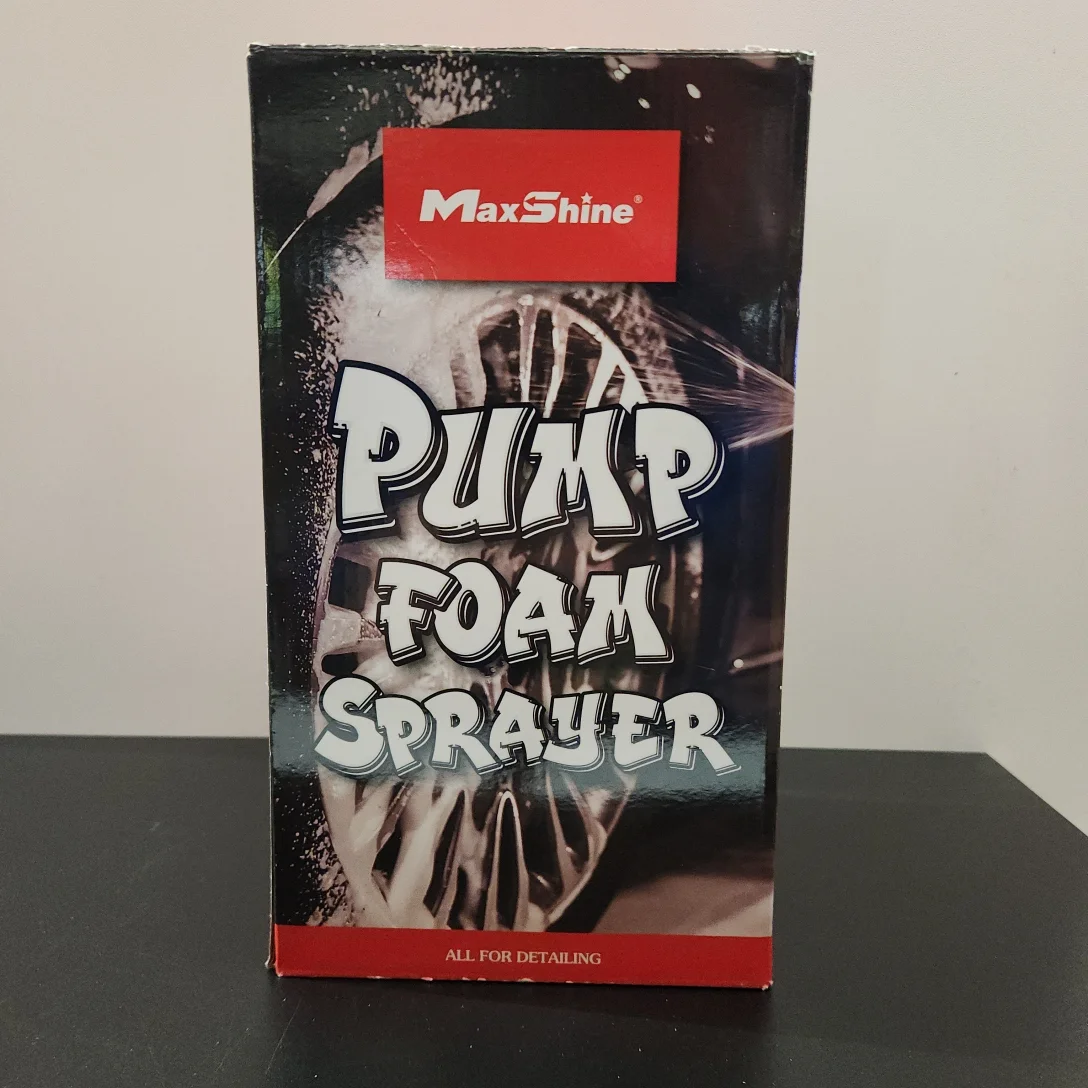 MaxShine®
PUMP
FOAM
SPRAYER
ALL FOR DETAILING